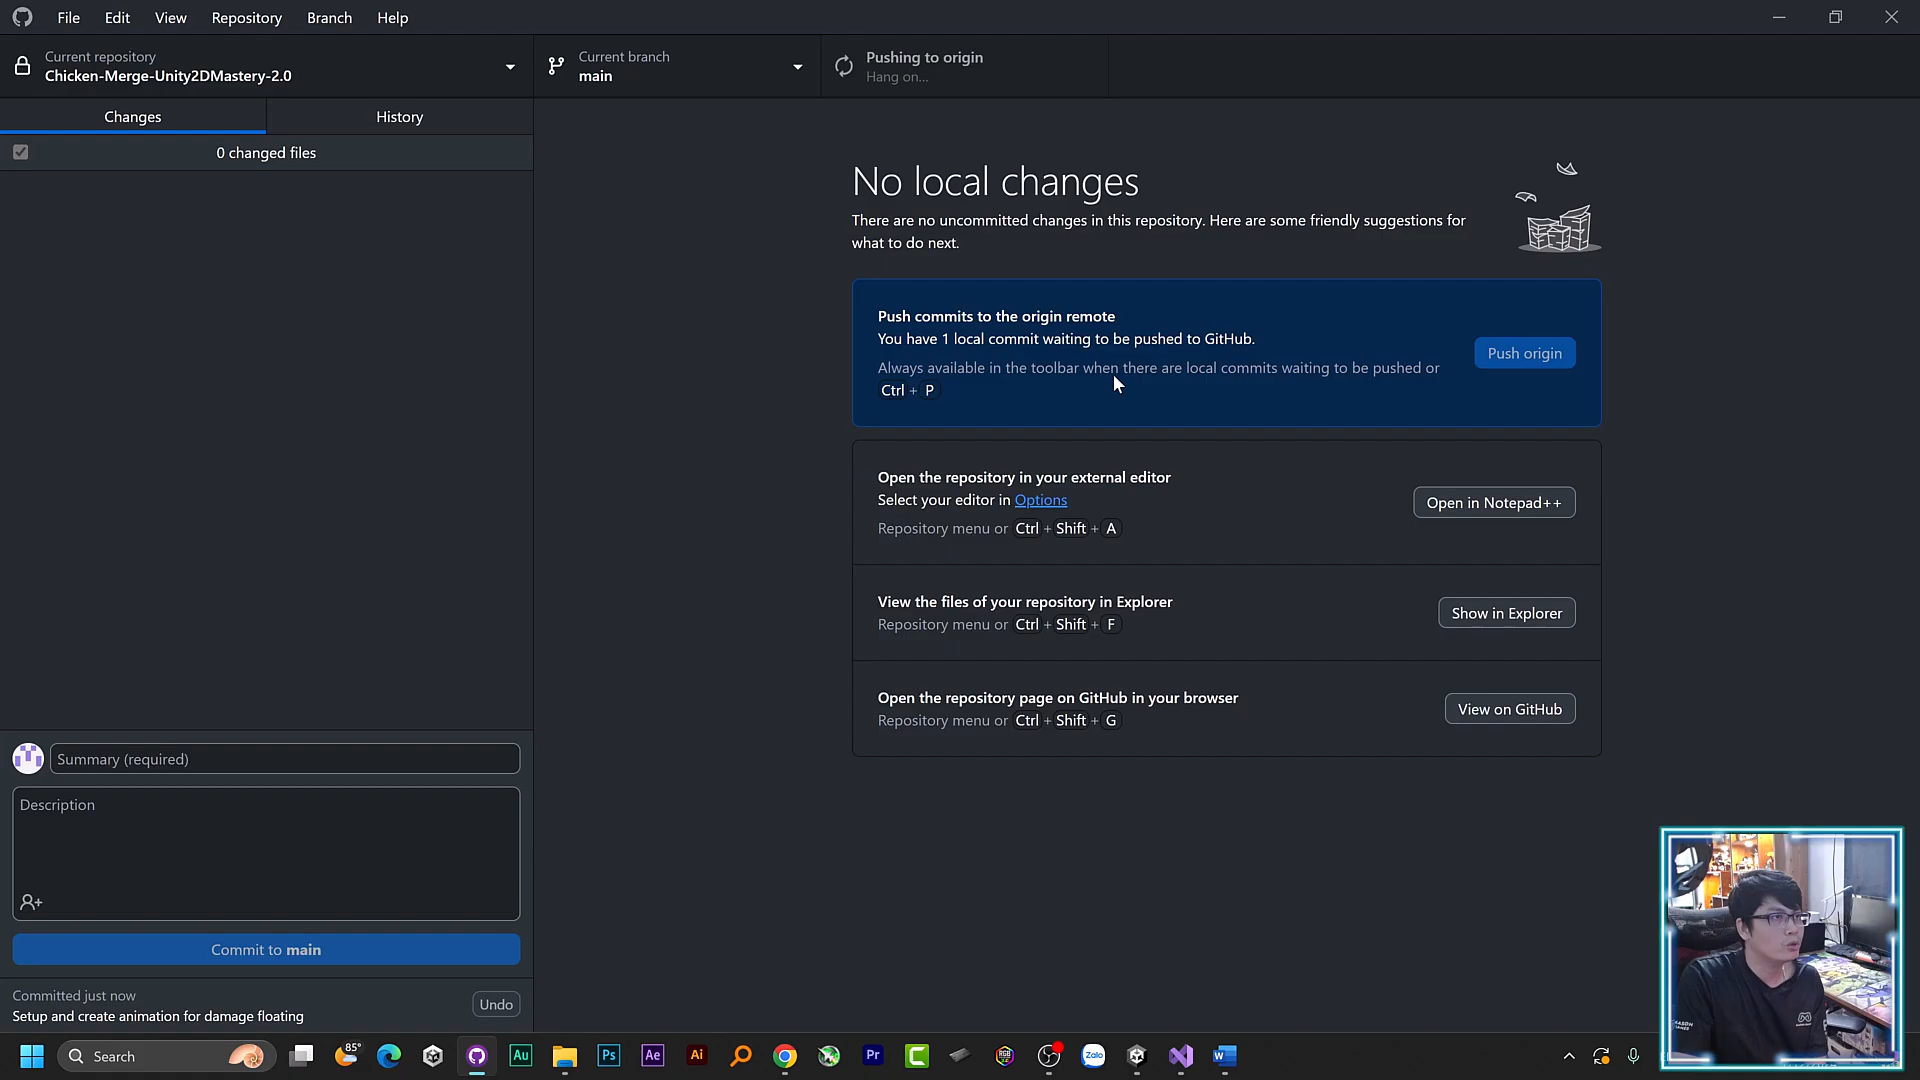 File Edit View Repository Branch Help
Current repository
Chicken-Merge-Unity2DMastery-2.0
Current branch
main
Pushing to origin
Hang on...
Changes
History
0 changed files
No local changes
There are no uncommitted changes in this repository. Here are some friendly suggestions for
what to do next.
Push commits to the origin remote
You have 1 local commit waiting to be pushed to GitHub.
Always available in the toolbar when there are local commits waiting to be pushed or
Ctrl + P
Push origin
Open the repository in your external editor
Select your editor in Options
Repository menu or Ctrl + Shift + A
Open in Notepad++
View the files of your repository in Explorer
Repository menu or Ctrl + Shift + F
Show in Explorer
Open the repository page on GitHub in your browser
Repository menu or Ctrl + Shift + G
View on GitHub
Summary (required)
Description
Commit to main
Committed just now
Setup and create animation for damage floating
Undo
Search
85°
Au
Ps
Ae
Ai
Pr
C
Zalo
W